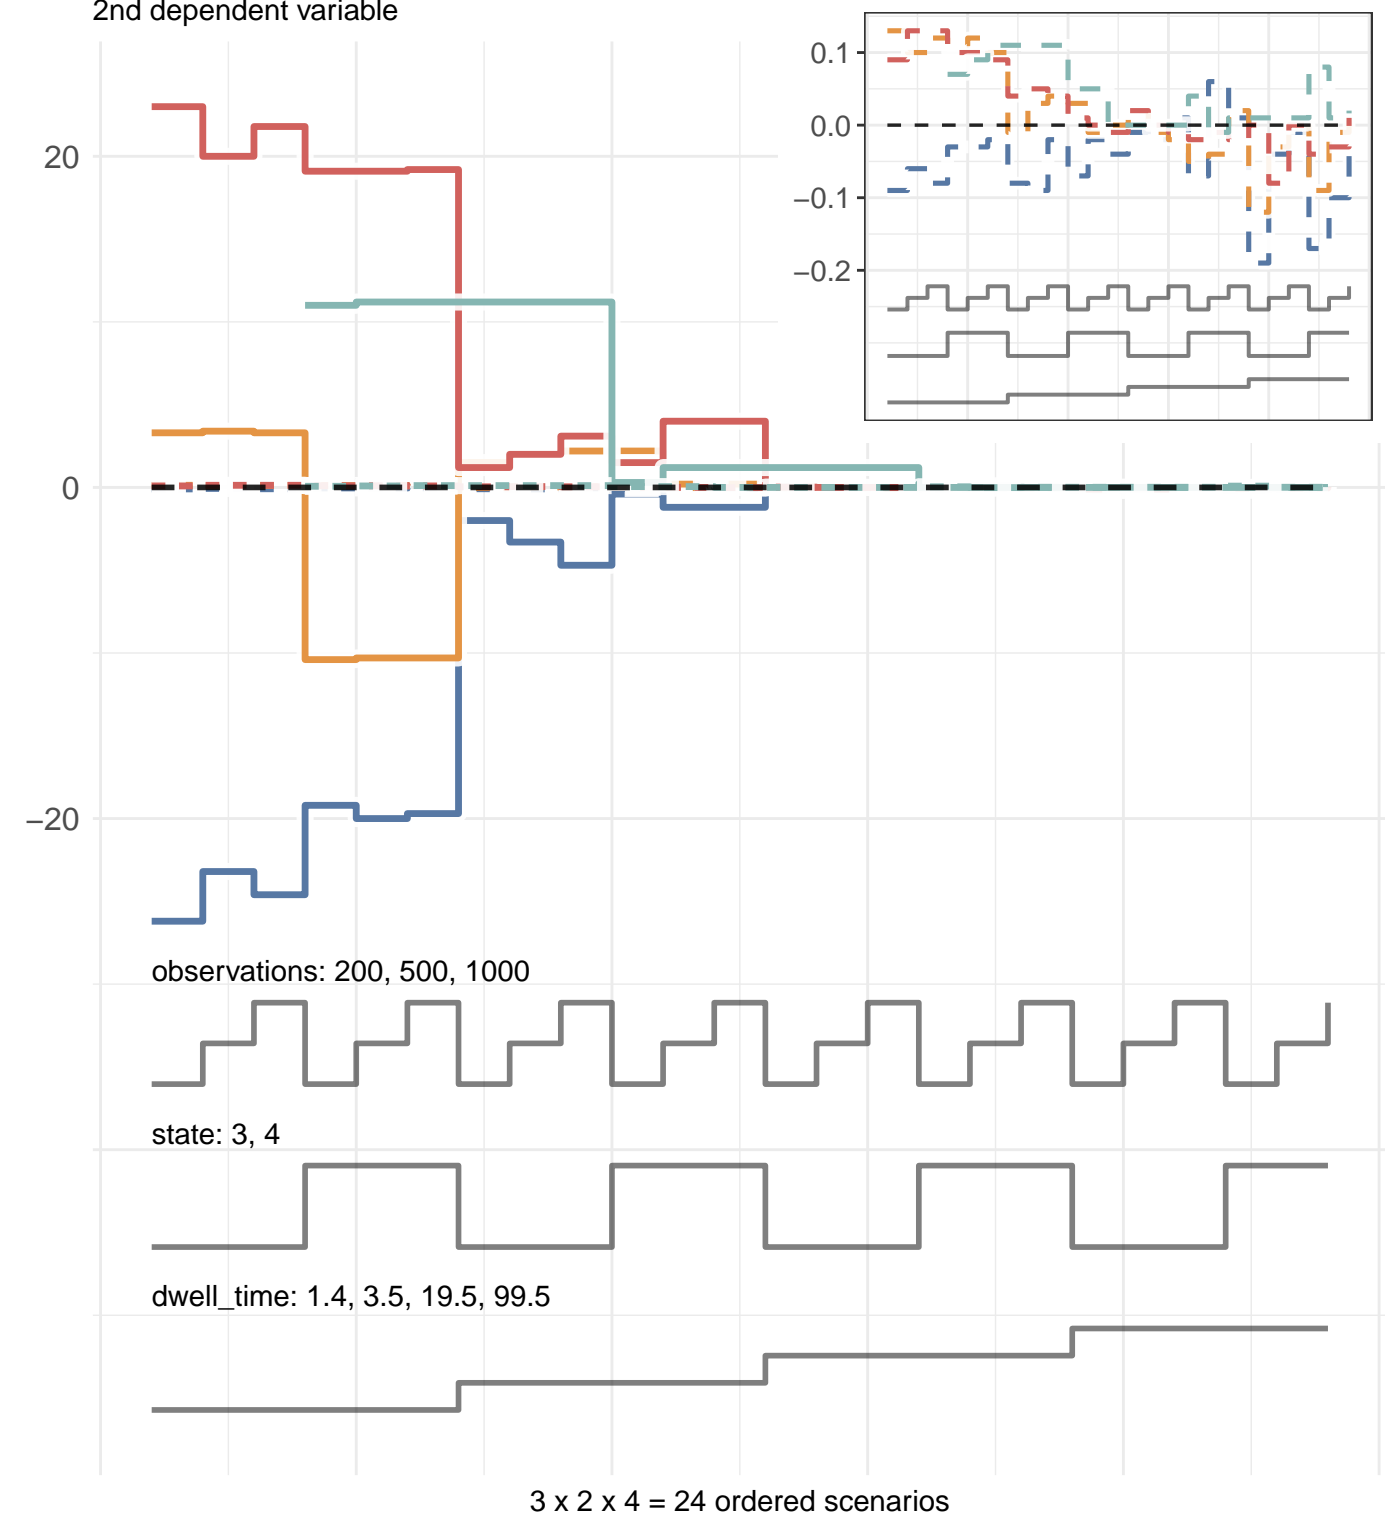 2nd dependent variable
0.1
0.0
−0.1
−0.2
20
0
−20
observations: 200, 500, 1000
state: 3, 4
dwell_time: 1.4, 3.5, 19.5, 99.5
3 x 2 x 4 = 24 ordered scenarios